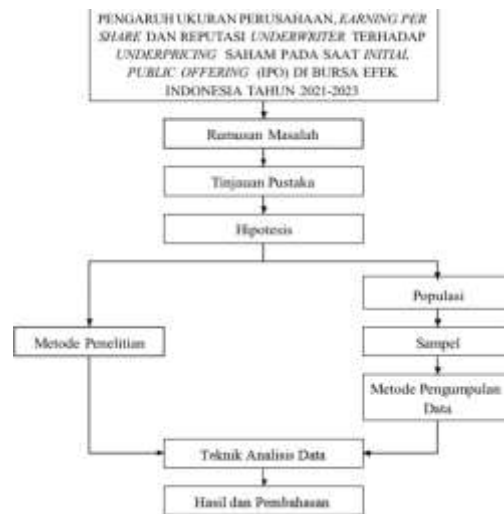 PENGARUH UKURAN PERUSAHAAN, EARNING PER
SHARE DAN REPUTASI UNDERWRITER TERHADAP
UNDERPRICING SAHAM PADA SAAT INITIAL
PUBLIC OFFERING (IPO) DI BURSA EFEK
INDONESIA TAHUN 2021-2023
Rumusan Masalah
Tinjauan Pustaka
Hipotesis
Populasi
Metode Penelitian
Sampel
Metode Pengumpulan
Data
Teknik Analisis Data
Hasil dan Pembahasan